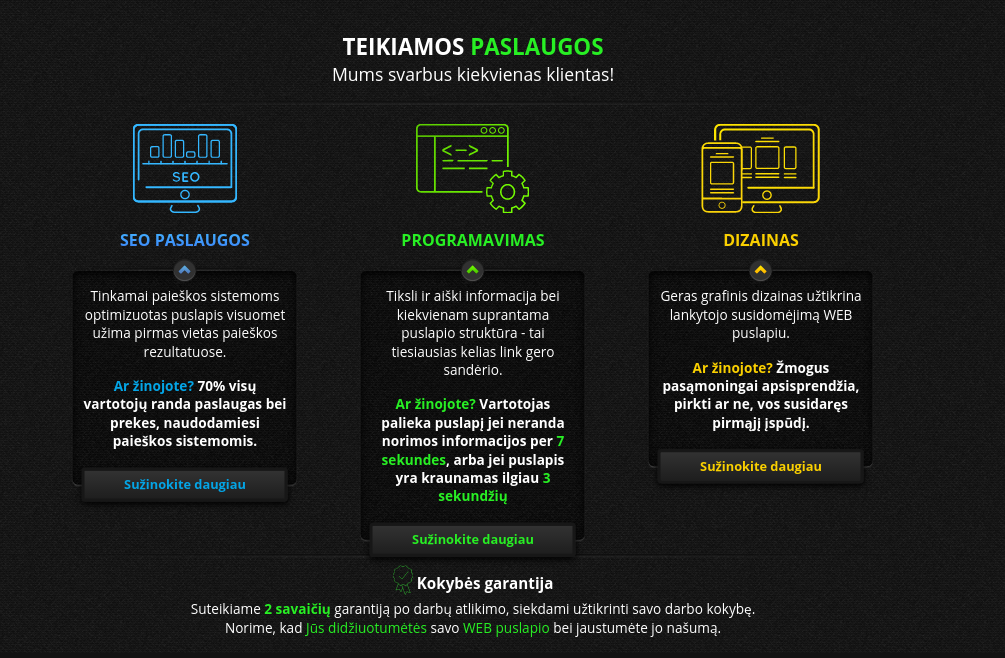 TEIKIAMOS PASLAUGOS
Mums svarbus kiekvienas klientas!
SEO
<->
SEO PASLAUGOS
Tinkamai paieškos sistemoms
optimizuotas puslapis visuomet
užima pirmas vietas paieškos
rezultatuose.
Ar žinojote? 70% visų
vartotojų randa paslaugas bei
prekes, naudodamiesi
paieškos sistemomis.
Sužinokite daugiau
PROGRAMAVIMAS
Tiksli ir aiški informacija bei
kiekvienam suprantama
puslapio struktūra - tai
tiesiausias kelias link gero
sandėrio.
Ar žinojote? Vartotojas
palieka puslapį jei neranda
norimos informacijos per 7
sekundes, arba jei puslapis
yra kraunamas ilgiau 3
sekundžių
Sužinokite daugiau
DIZAINAS
Geras grafinis dizainas užtikrina
lankytojo susidomėjimą WEB
puslapiu.
Ar žinojote? Žmogus
pasąmoningai apsisprendžia,
pirkti ar ne, vos susidaręs
pirmąjį įspūdį.
Sužinokite daugiau
Kokybės garantija
Suteikiame 2 savaičių garantiją po darbų atlikimo, siekdami užtikrinti savo darbo kokybę.
Norime, kad Jūs didžiuotumėtės savo WEB puslapio bei jaustumėte jo našumą.